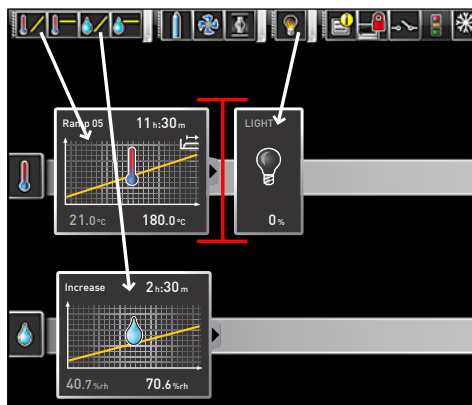 Ramp 05 11h:30m
LIGHT
21.0°C 180.0°C
0%
Increase 2h:30m
40.7%rh 70.6%rh